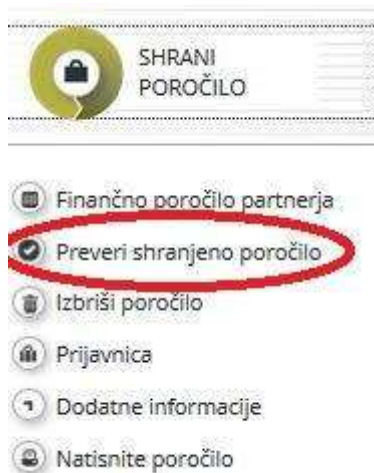 SHRANI
POROČILO
Finančno poročilo partnerja
Preveri shranjeno poročilo
Izbriši poročilo
Prijavnica
Dodatne informacije
Natisnite poročilo